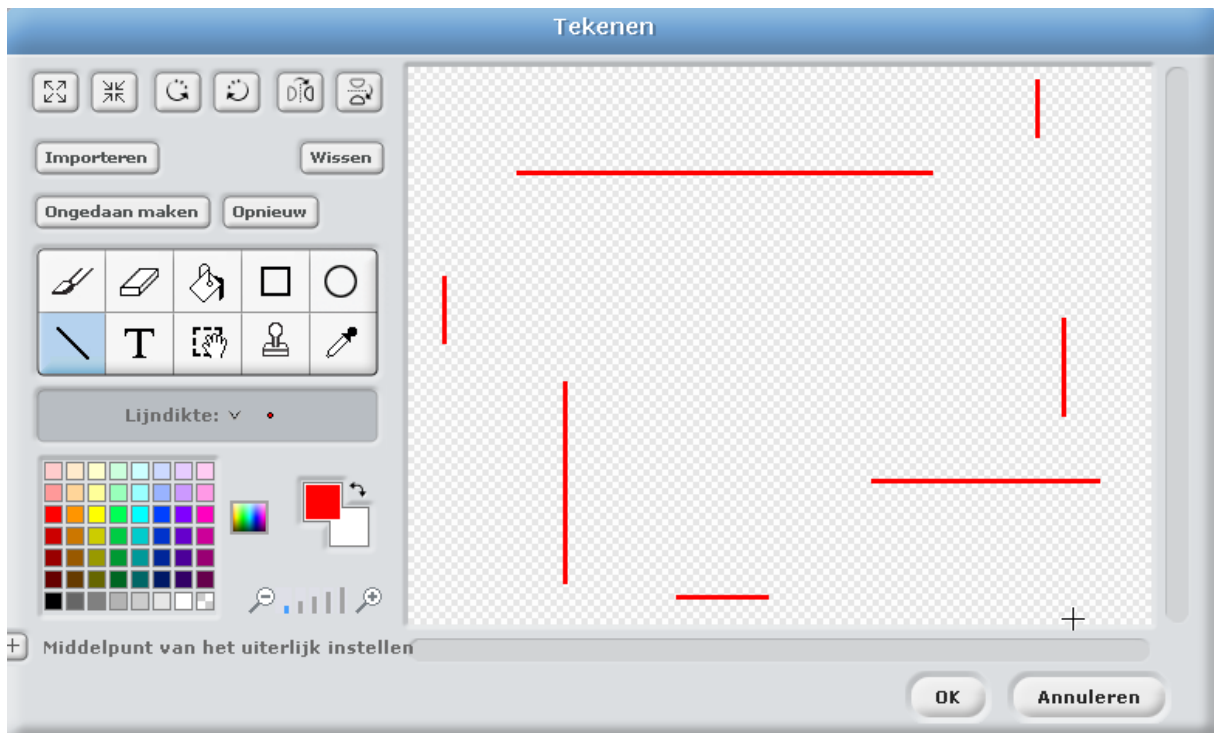 Tekenen
Importeren
Wissen
Ongedaan maken
Opnieuw
T
Lijndikte:
Middelpunt van het uiterlijk instellen
OK
Annuleren